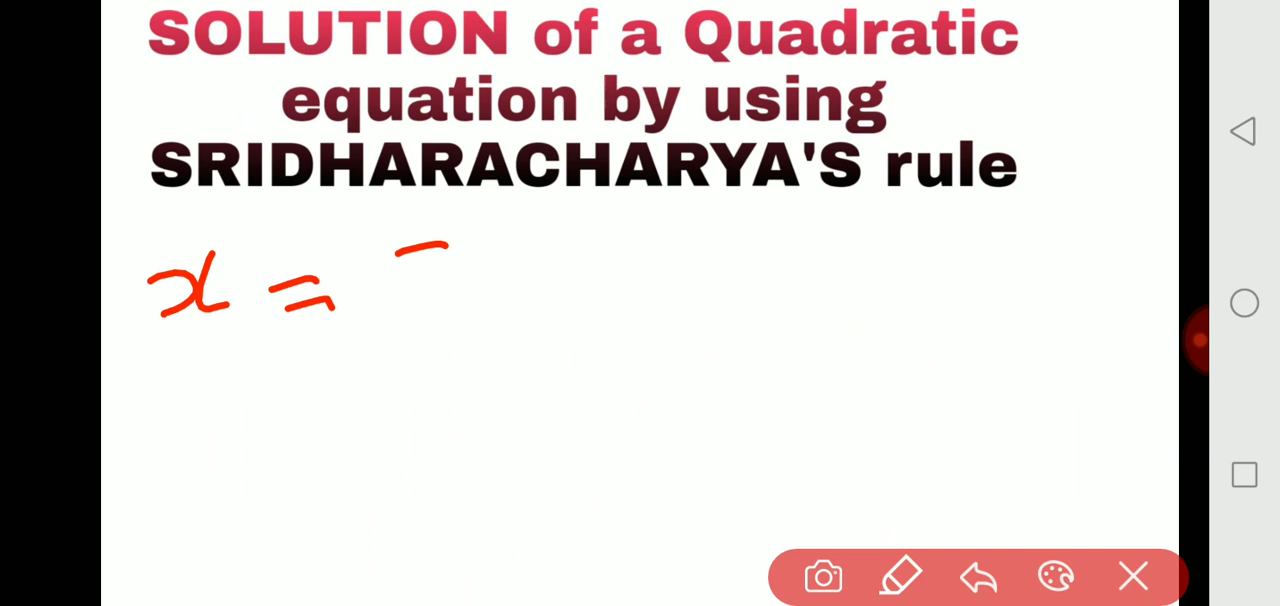 SOLUTION of a Quadratic
equation by using
SRIDHARACHARYA'S rule
x = -